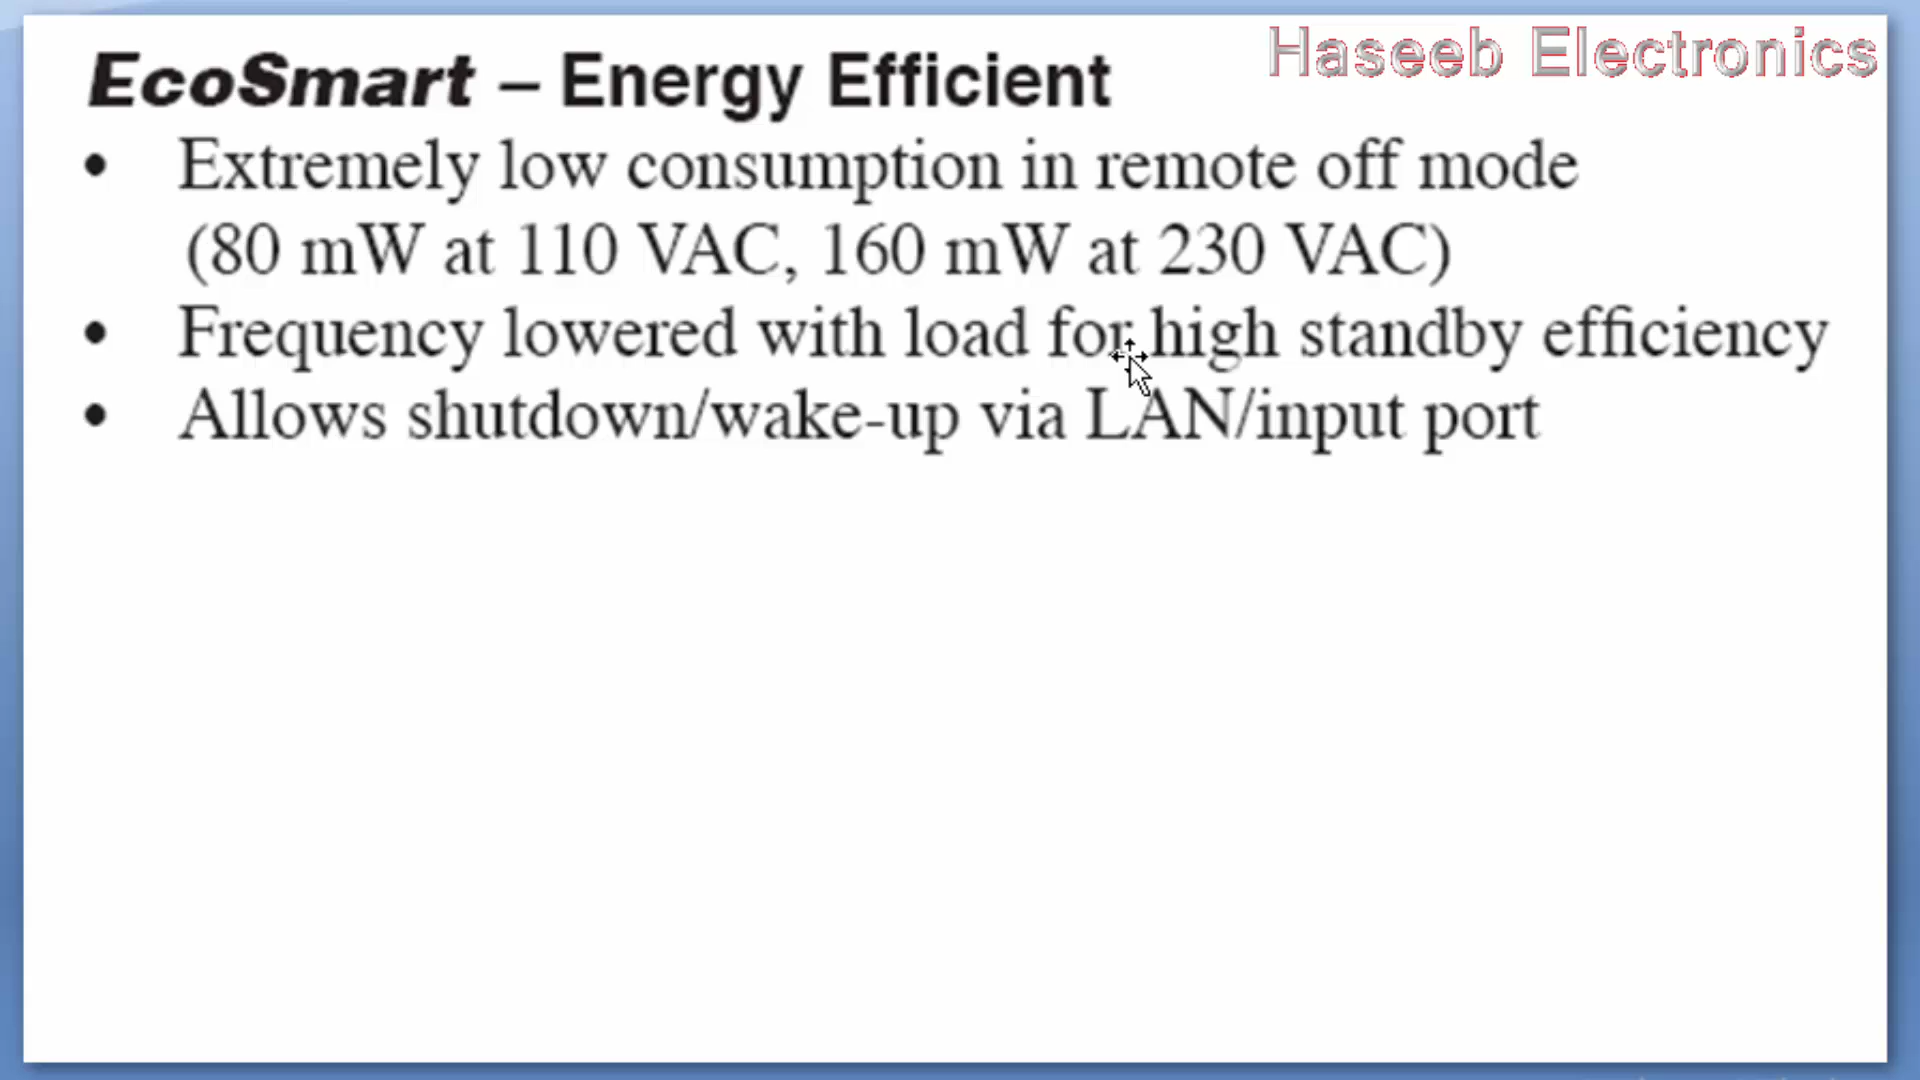 Haseeb Electronics
EcoSmart – Energy Efficient
• Extremely low consumption in remote off mode
(80 mW at 110 VAC, 160 mW at 230 VAC)
• Frequency lowered with load for high standby efficiency
• Allows shutdown/wake-up via LAN/input port